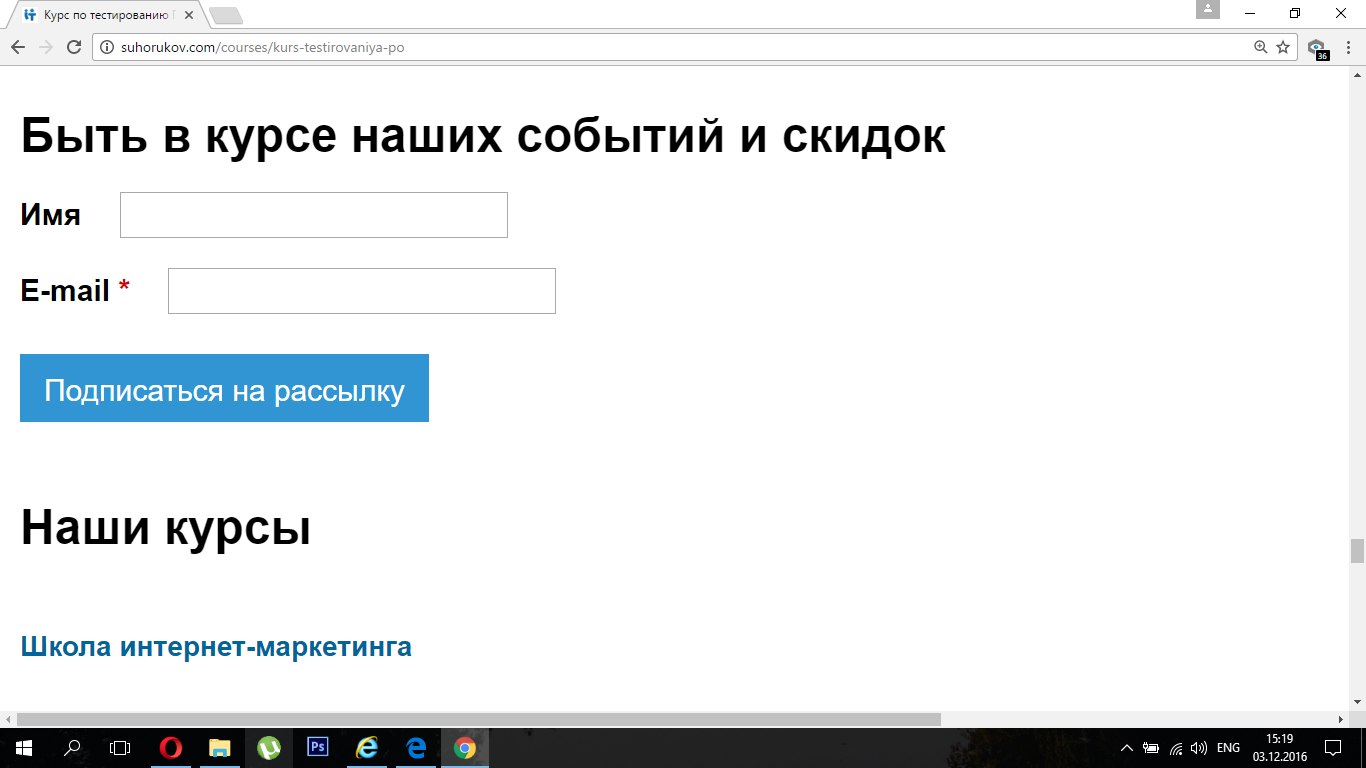 Курс по тестированию
suhorukov.com/courses/kurs-testirovaniya-po
36
Быть в курсе наших событий и скидок
Имя
E-mail *
Подписаться на рассылку
Наши курсы
Школа интернет-маркетинга
Ps
ENG
15:19
03.12.2016